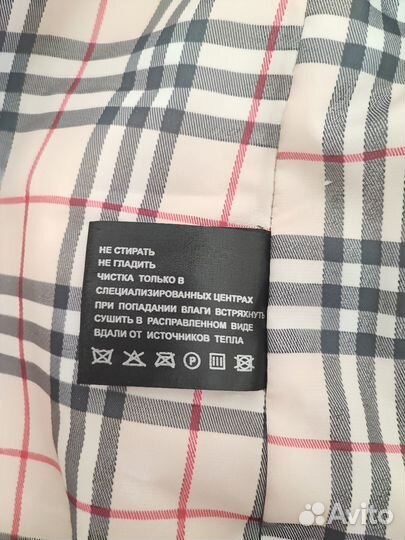 НЕ СТИРАТЬ
НЕ ГЛАДИТЬ
ЧИСТКА ТОЛЬКО В
СПЕЦИАЛИЗИРОВАННЫХ ЦЕНТРАХ
ПРИ ПОПАДАНИИ ВЛАГИ ВСТРЯХНУТЬ
СУШИТЬ В РАСПРАВЛЕННОМ ВИДЕ
ВДАЛИ ОТ ИСТОЧНИКОВ ТЕПЛА
P
Avito